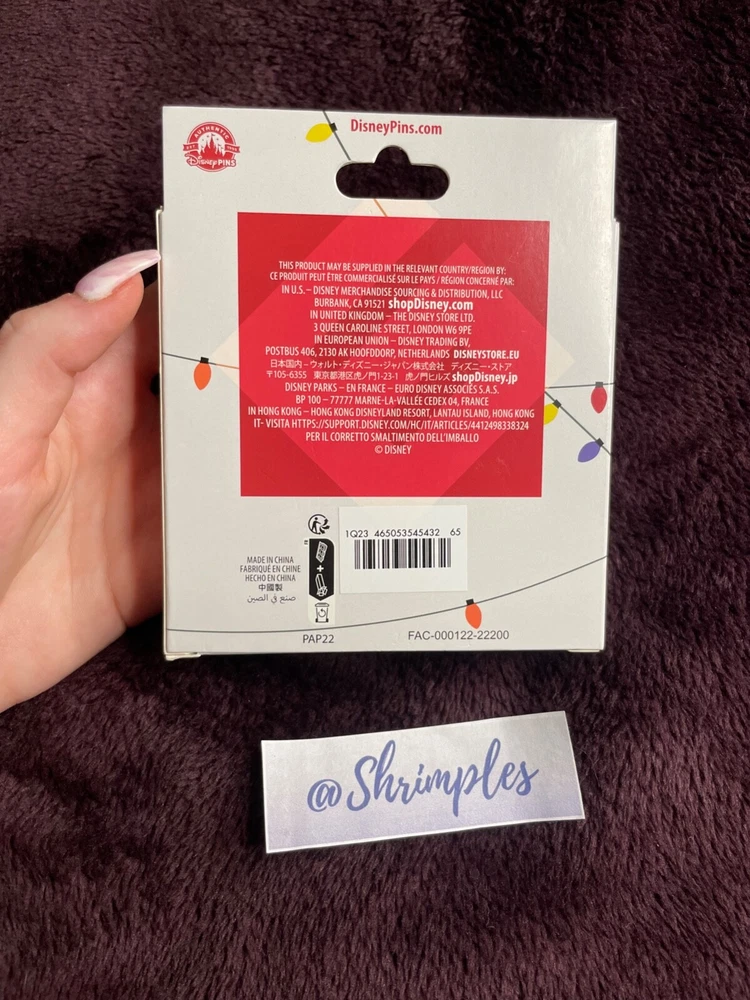 DisneyPins.com
AUTHENTIC
Disney PINS
THIS PRODUCT MAY BE SUPPLIED IN THE RELEVANT COUNTRY/REGION BY:
CE PRODUIT PEUT ÊTRE COMMERCIALISÉ SUR LE PAYS / RÉGION CONCERNÉ PAR:
IN U.S. – DISNEY MERCHANDISE SOURCING & DISTRIBUTION, LLC
BURBANK, CA 91521 shopDisney.com
IN UNITED KINGDOM – THE DISNEY STORE LTD.
3 QUEEN CAROLINE STREET, LONDON W6 9PE
IN EUROPEAN UNION – DISNEY TRADING BV,
POSTBUS 406, 2130 AK HOOFDDORP, NETHERLANDS DISNEYSTORE.EU
日本国内 – ウォルト・ディズニー・ジャパン株式会社 ディズニー・ストア
〒105-6355 東京都港区虎ノ門1-23-1 虎ノ門ヒルズ shopDisney.jp
DISNEY PARKS – EN FRANCE – EURO DISNEY ASSOCIÉS S.A.S.
BP 100 – 77777 MARNE-LA-VALLÉE CEDEX 04, FRANCE
IN HONG KONG – HONG KONG DISNEYLAND RESORT, LANTAU ISLAND, HONG KONG
IT- VISITA HTTPS://SUPPORT.DISNEY.COM/HC/IT/ARTICLES/4412498338324
PER IL CORRETTO SMALTIMENTO DELL'IMBALLO
© DISNEY
1Q23 465053545432 65
MADE IN CHINA
FABRIQUÉ EN CHINE
HECHO EN CHINA
中國製
صنع في الصين
FR
PAP22
FAC-000122-22200
@Shrimples